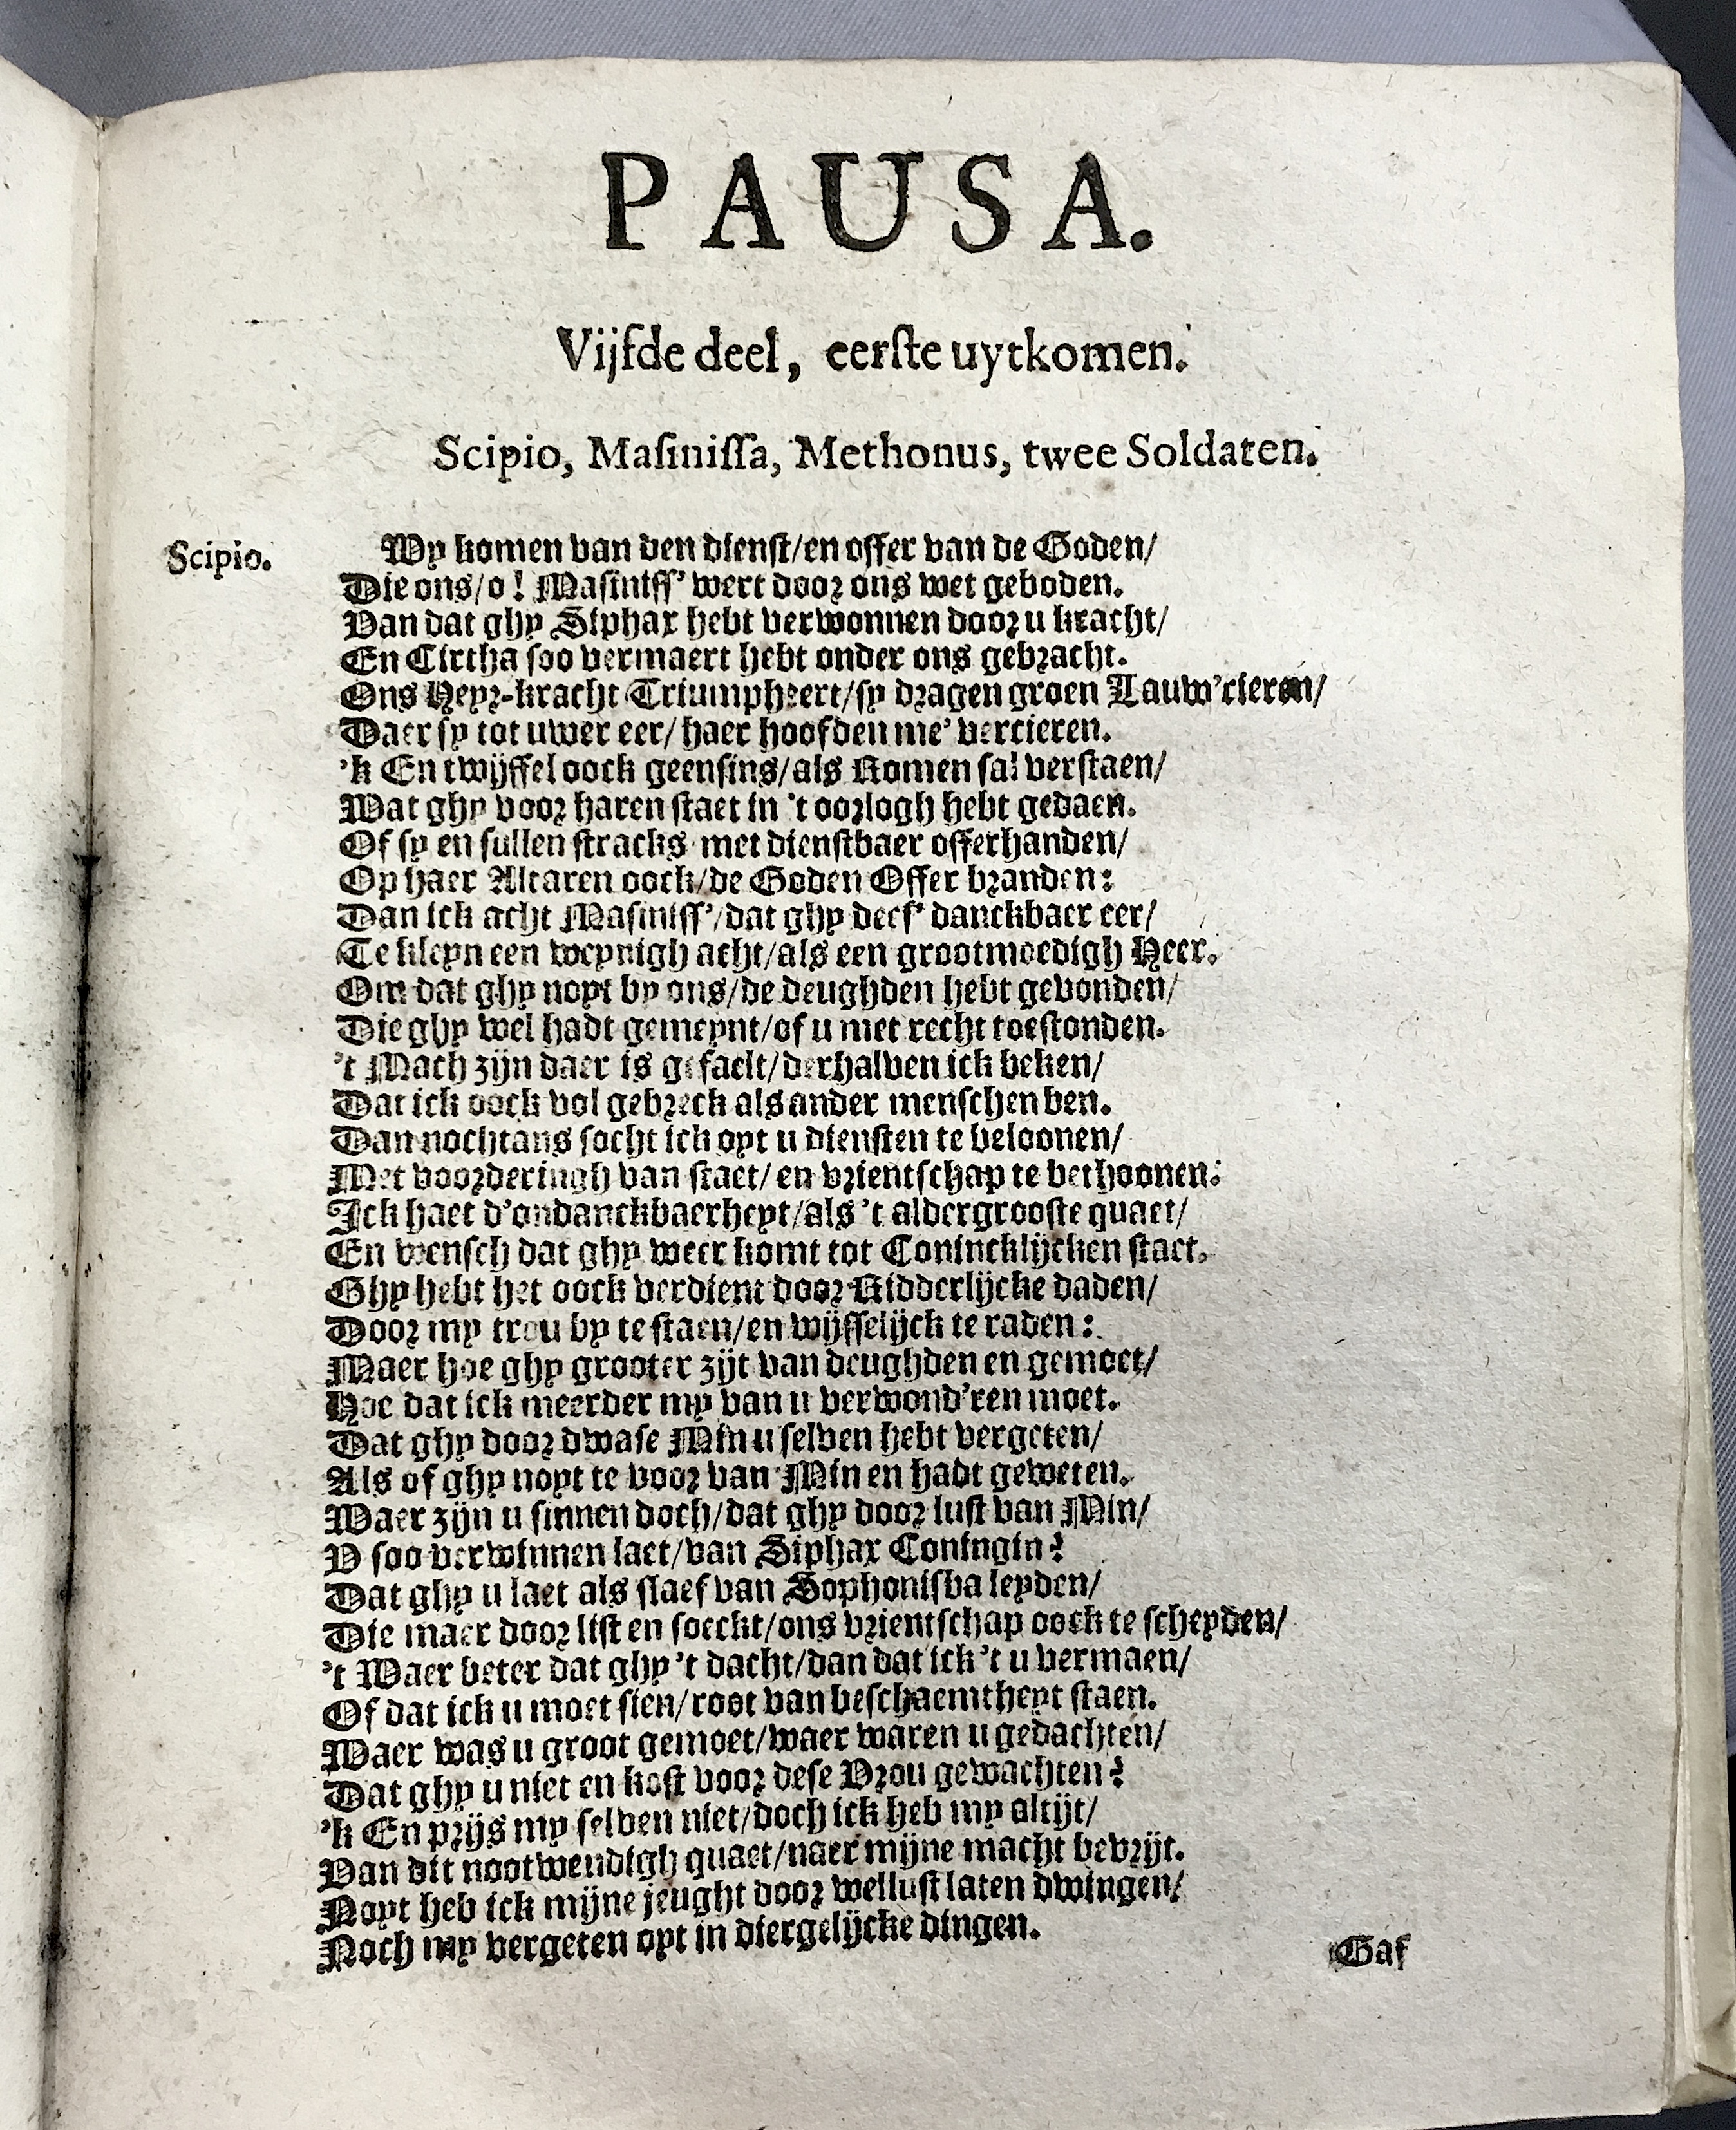 PAUSA.
Vijfde deel, eerste uytkomen.
Scipio, Masinissa, Methonus, twee Soldaten.
Scipio. Wy komen van den dienst/en offer van de Goden/
Die ons/o! Masiniss' wert door ons wet geboden.
Van dat ghy Siphax hebt verwonnen door u kracht/
En Cirtha soo vermaert hebt onder ons gebracht.
Ons Heyr-kracht Triumpheert/sy dragen groen Lauw'rieren/
Daer sy tot uwer eer/haer hoofden me' vercieren.
'k En twijffel oock geensins/als Romen sal verstaen/
Wat ghy voor haren staet in 't oorlogh hebt gedaen.
Of sy en sullen stracks met dienstbaer offerhanden/
Op haer Altaren oock/de Goden Offer branden:
Dan ick acht Masiniss'/dat ghy dees' danckbaer eer/
Te kleyn een weynigh acht/als een grootmoedigh Heer.
Om dat ghy noyt by ons/de deughden hebt gevonden/
Die ghy wel hadt gemeynt/of u met recht toestonden.
't Mach zijn daer is gefaelt/derhalven ick beken/
Dat ick oock vol gebreck als ander menschen ben.
Dan nochtans socht ick oyt u diensten te beloonen/
Met voorderingh van staet/en vrientschap te bethoonen:
Ick haet d'ondanckbaerheyt/als 't aldergrooste quaet/
En wensch dat ghy weer komt tot Conincklijcken staet.
Ghy hebt het oock verdient door Ridderlijcke daden/
Door my trou by te staen/en wijsselijck te raden:
Maer hoe ghy grooter zijt van deughden en gemoet/
Hoe dat ick meerder my van u verwond'ren moet.
Dat ghy door dwase Min u selven hebt vergeten/
Als of ghy noyt te voor van Min en hadt geweten.
Waer zijn u sinnen doch/dat ghy door lust van Min/
V soo verwinnen laet/van Siphax Coningin?
Dat ghy u laet als slaef van Sophonisba leyden/
Die maer door list en soeckt/ons vrientschap oock te scheyden/
't Waer beter dat ghy 't dacht/dan dat ick 't u vermaen/
Of dat ick u moet sien/root van beschaemtheyt staen.
Waer was u groot gemoet/waer waren u gedachten/
Dat ghy u niet en kost voor dese Vrou gewachten?
'k En prijs my selven niet/doch ick heb my altijt/
Van dit nootwendigh quaet/naer mijne macht bevrijt.
Noyt heb ick mijne jeught door wellust laten dwingen/
Noch my vergeten oyt in diergelijcke dingen.
Gaf